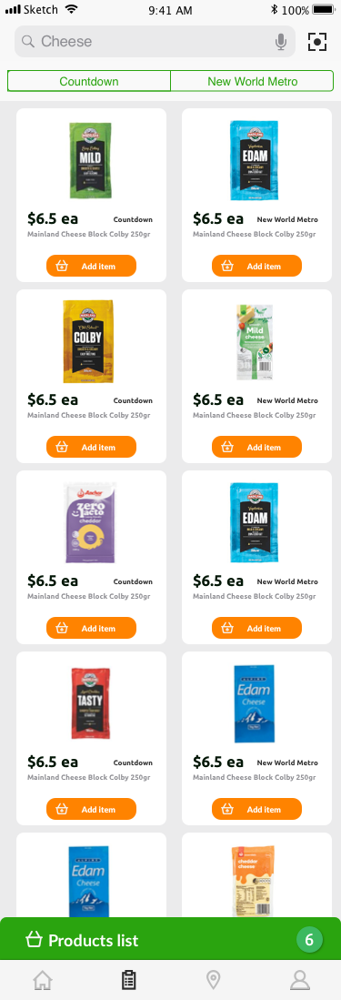 Sketch 9:41 AM 100%
Cheese
Countdown New World Metro
MILD
EDAM
$6.5 ea Countdown
Mainland Cheese Block Colby 250gr
Add item
$6.5 ea New World Metro
Mainland Cheese Block Colby 250gr
Add item
COLBY
Mild
cheese
$6.5 ea Countdown
Mainland Cheese Block Colby 250gr
Add item
$6.5 ea New World Metro
Mainland Cheese Block Colby 250gr
Add item
Anchor
zero
lacto
cheddar
EDAM
$6.5 ea Countdown
Mainland Cheese Block Colby 250gr
Add item
$6.5 ea New World Metro
Mainland Cheese Block Colby 250gr
Add item
TASTY
Edam
Cheese
$6.5 ea Countdown
Mainland Cheese Block Colby 250gr
Add item
$6.5 ea New World Metro
Mainland Cheese Block Colby 250gr
Add item
Edam
Cheese
cheddar
cheese
Products list 6